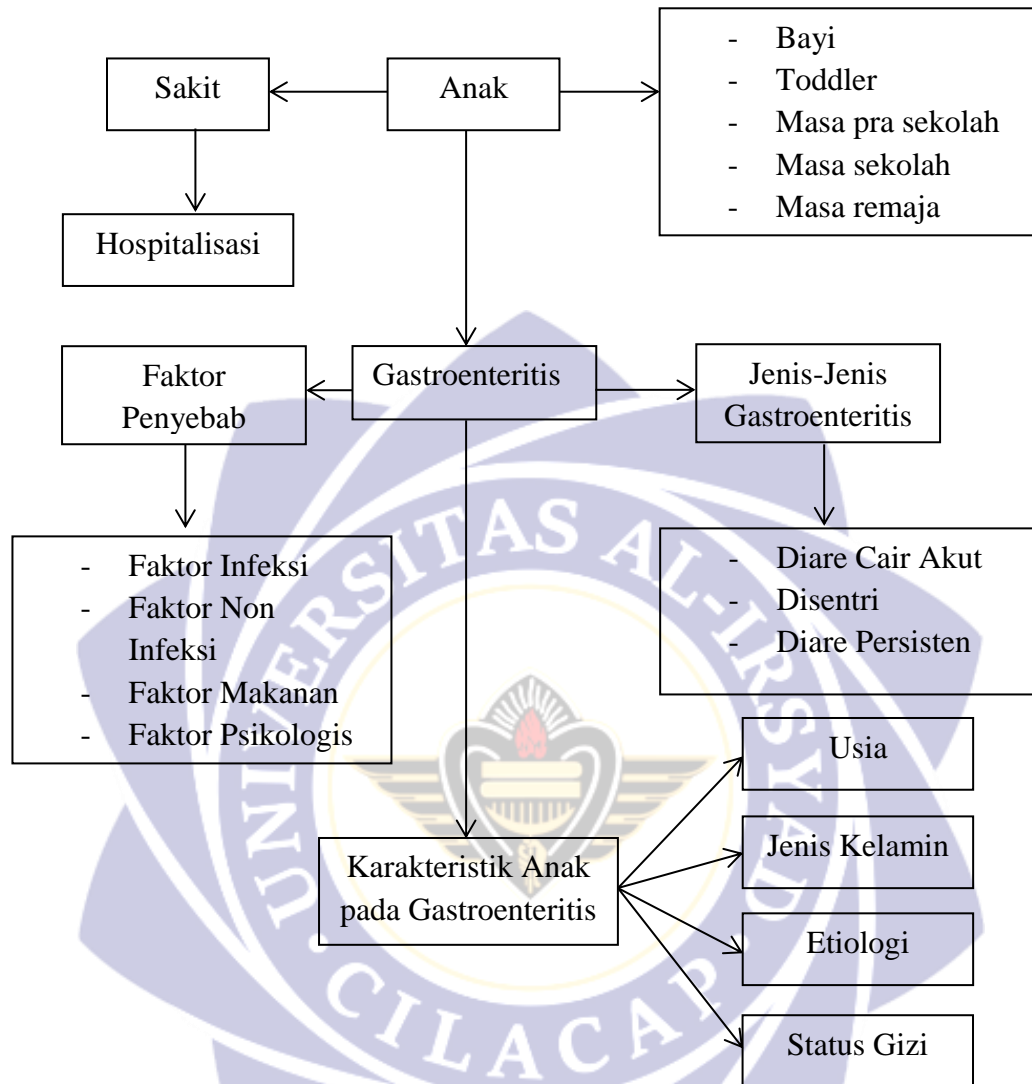 Sakit
Anak
- Bayi
- Toddler
- Masa pra sekolah
- Masa sekolah
- Masa remaja
Hospitalisasi
Faktor
Penyebab
Gastroenteritis
Jenis-Jenis
Gastroenteritis
- Faktor Infeksi
- Faktor Non
Infeksi
- Faktor Makanan
- Faktor Psikologis
- Diare Cair Akut
- Disentri
- Diare Persisten
Karakteristik Anak
pada Gastroenteritis
Usia
Jenis Kelamin
Etiologi
Status Gizi
UNIVERSITAS AL-IRSYAD
CILACAP